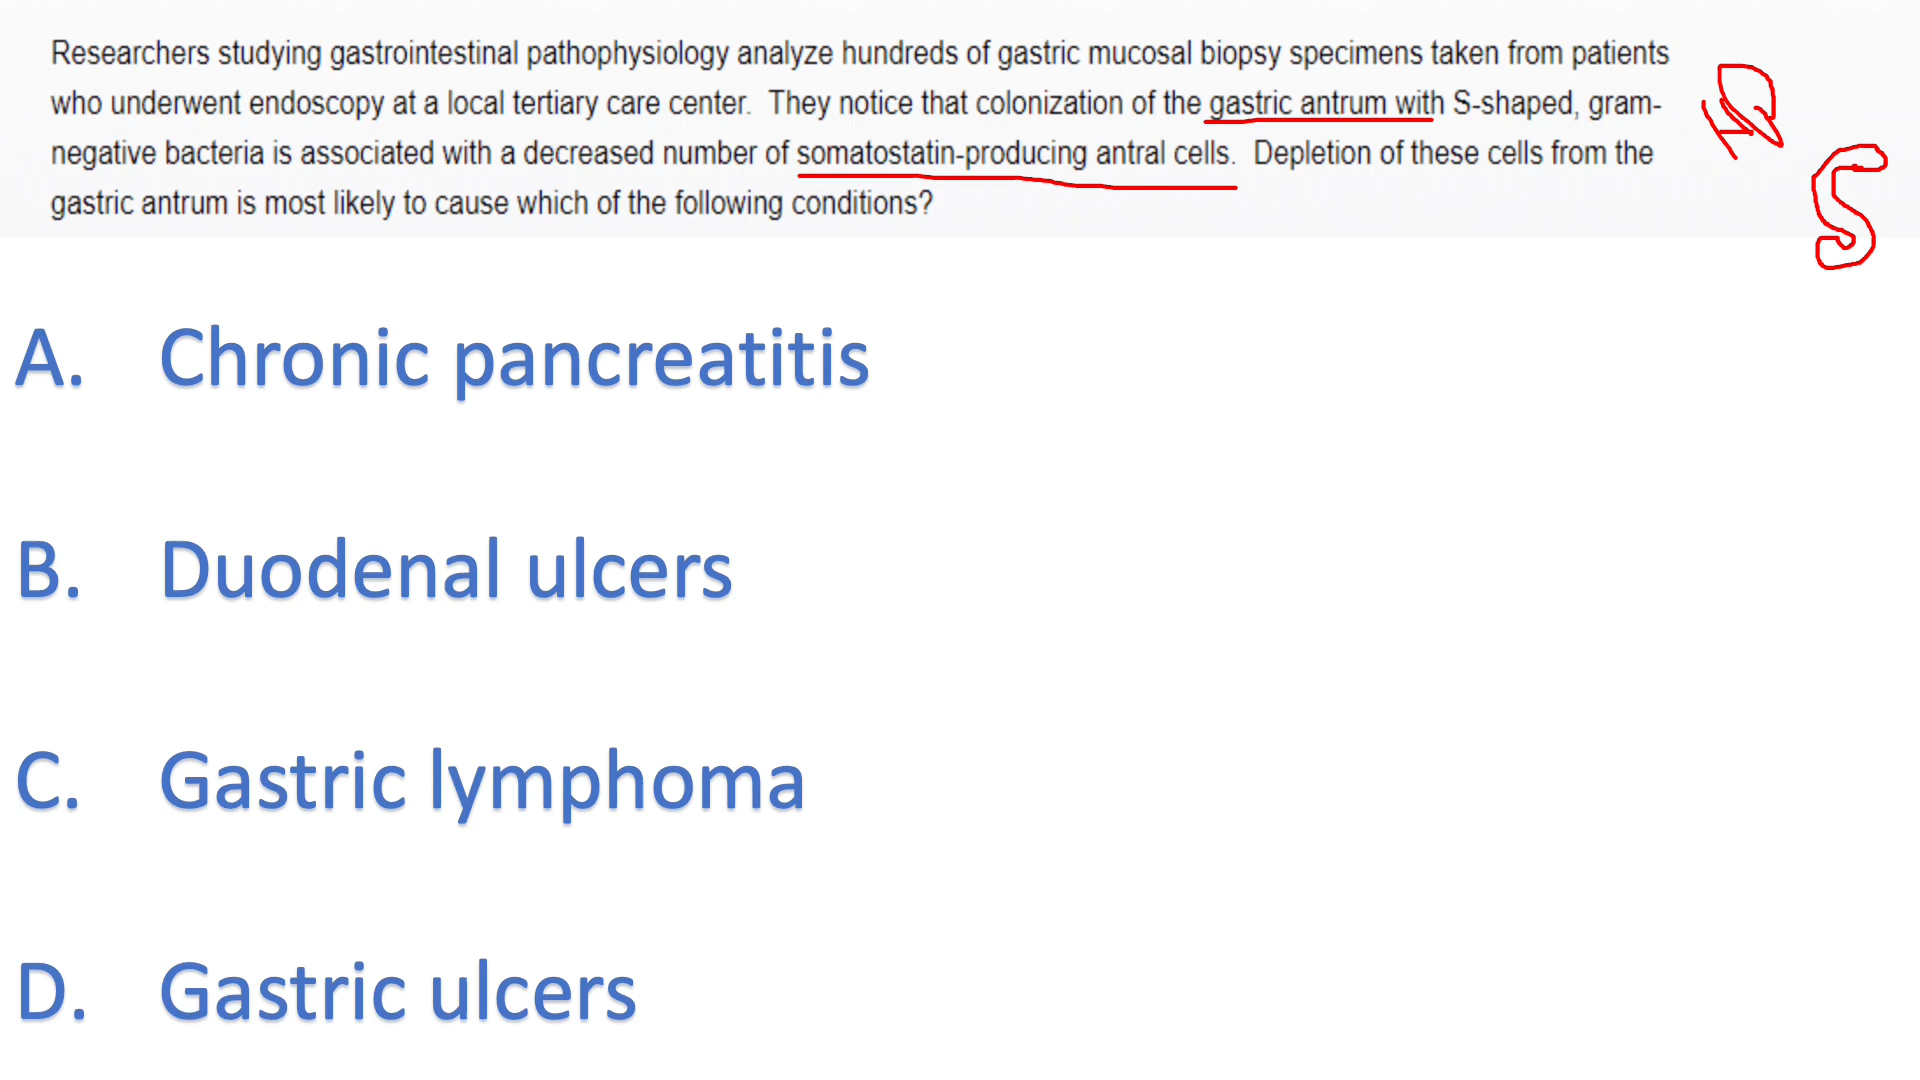 Researchers studying gastrointestinal pathophysiology analyze hundreds of gastric mucosal biopsy specimens taken from patients
who underwent endoscopy at a local tertiary care center. They notice that colonization of the gastric antrum with S-shaped, gram-
negative bacteria is associated with a decreased number of somatostatin-producing antral cells. Depletion of these cells from the
gastric antrum is most likely to cause which of the following conditions?
S
A. Chronic pancreatitis
B. Duodenal ulcers
C. Gastric lymphoma
D. Gastric ulcers